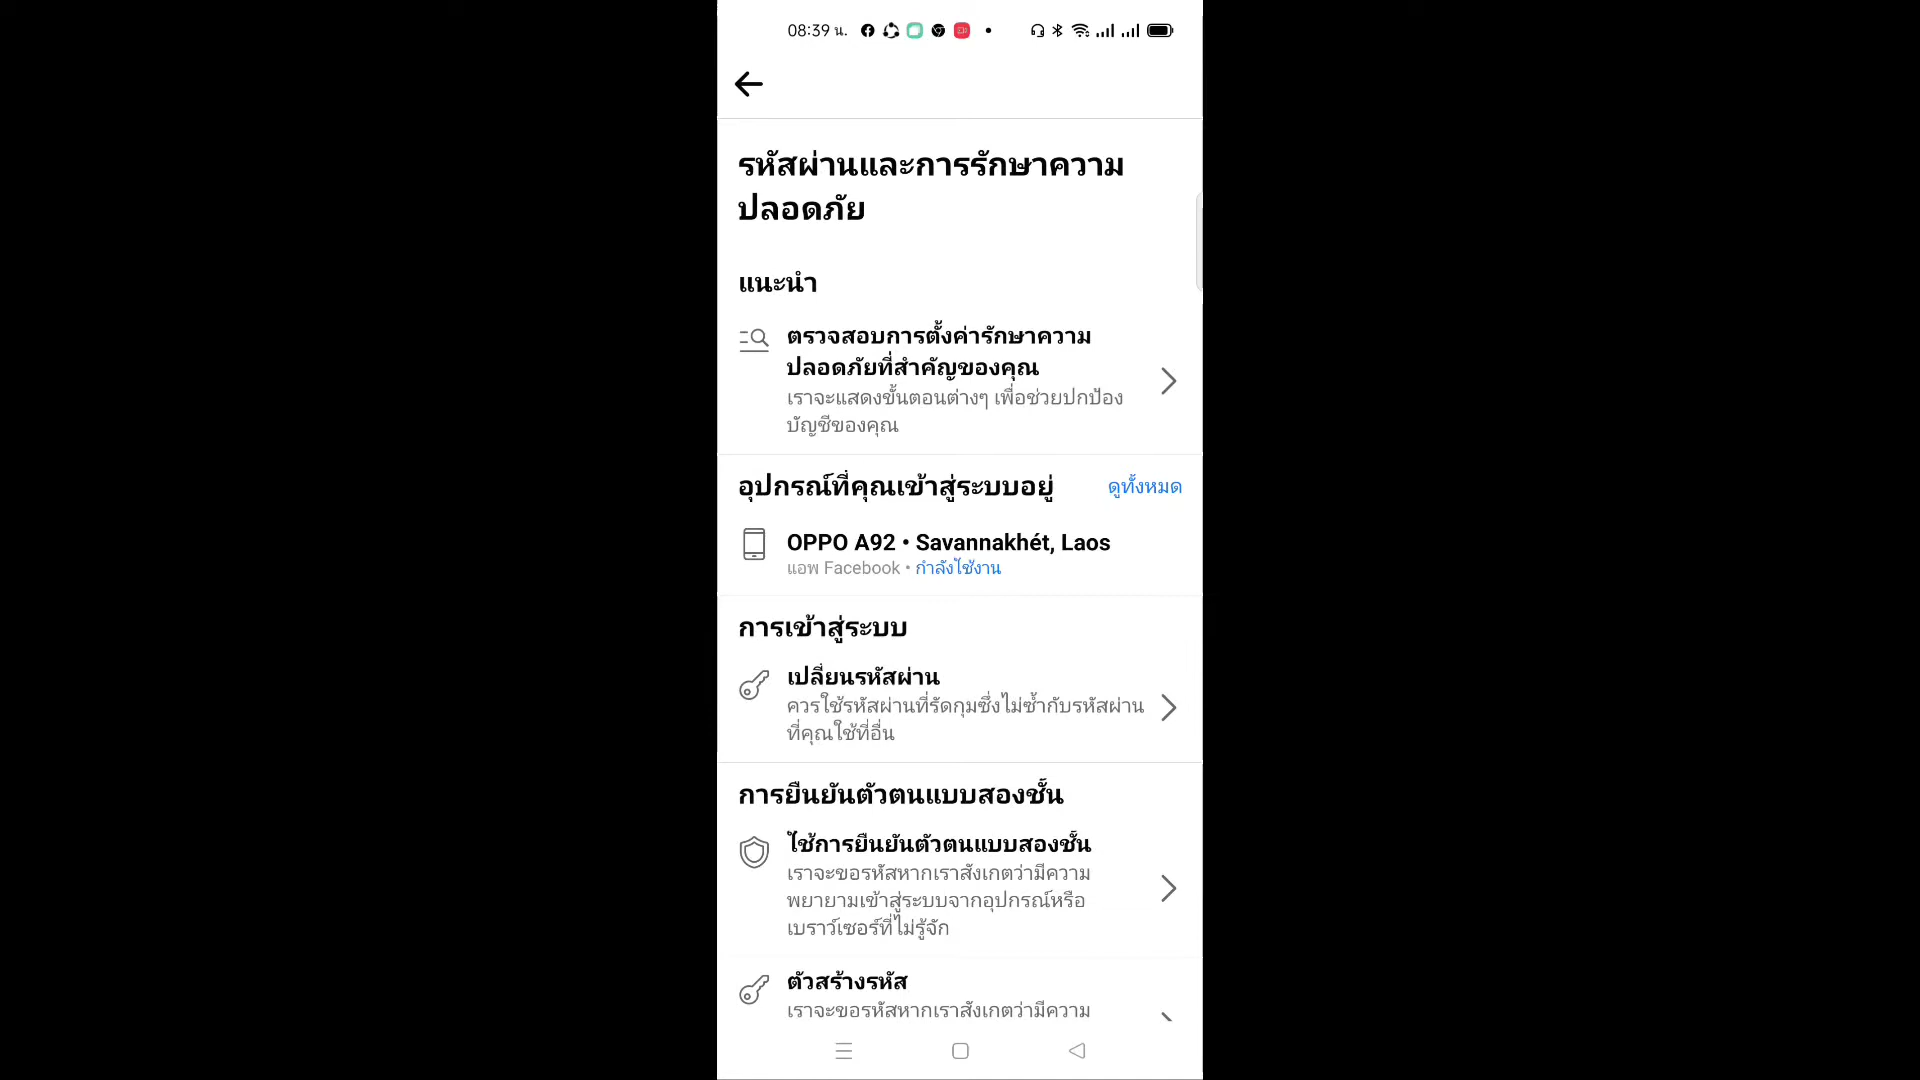 08:39 น.
รหัสผ่านและการรักษาความ
ปลอดภัย
แนะนำ
ตรวจสอบการตั้งค่ารักษาความ
ปลอดภัยที่สำคัญของคุณ
เราจะแสดงขั้นตอนต่างๆ เพื่อช่วยปกป้อง
บัญชีของคุณ
อุปกรณ์ที่คุณเข้าสู่ระบบอยู่ ดูทั้งหมด
OPPO A92 • Savannakhét, Laos
แอพ Facebook • กำลังใช้งาน
การเข้าสู่ระบบ
เปลี่ยนรหัสผ่าน
ควรใช้รหัสผ่านที่รัดกุมซึ่งไม่ซ้ำกับรหัสผ่าน
ที่คุณใช้ที่อื่น
การยืนยันตัวตนแบบสองชั้น
ใช้การยืนยันตัวตนแบบสองชั้น
เราจะขอรหัสหากเราสังเกตว่ามีความ
พยายามเข้าสู่ระบบจากอุปกรณ์หรือ
เบราว์เซอร์ที่ไม่รู้จัก
ตัวสร้างรหัส
เราจะขอรหัสหากเราสังเกตว่ามีความ